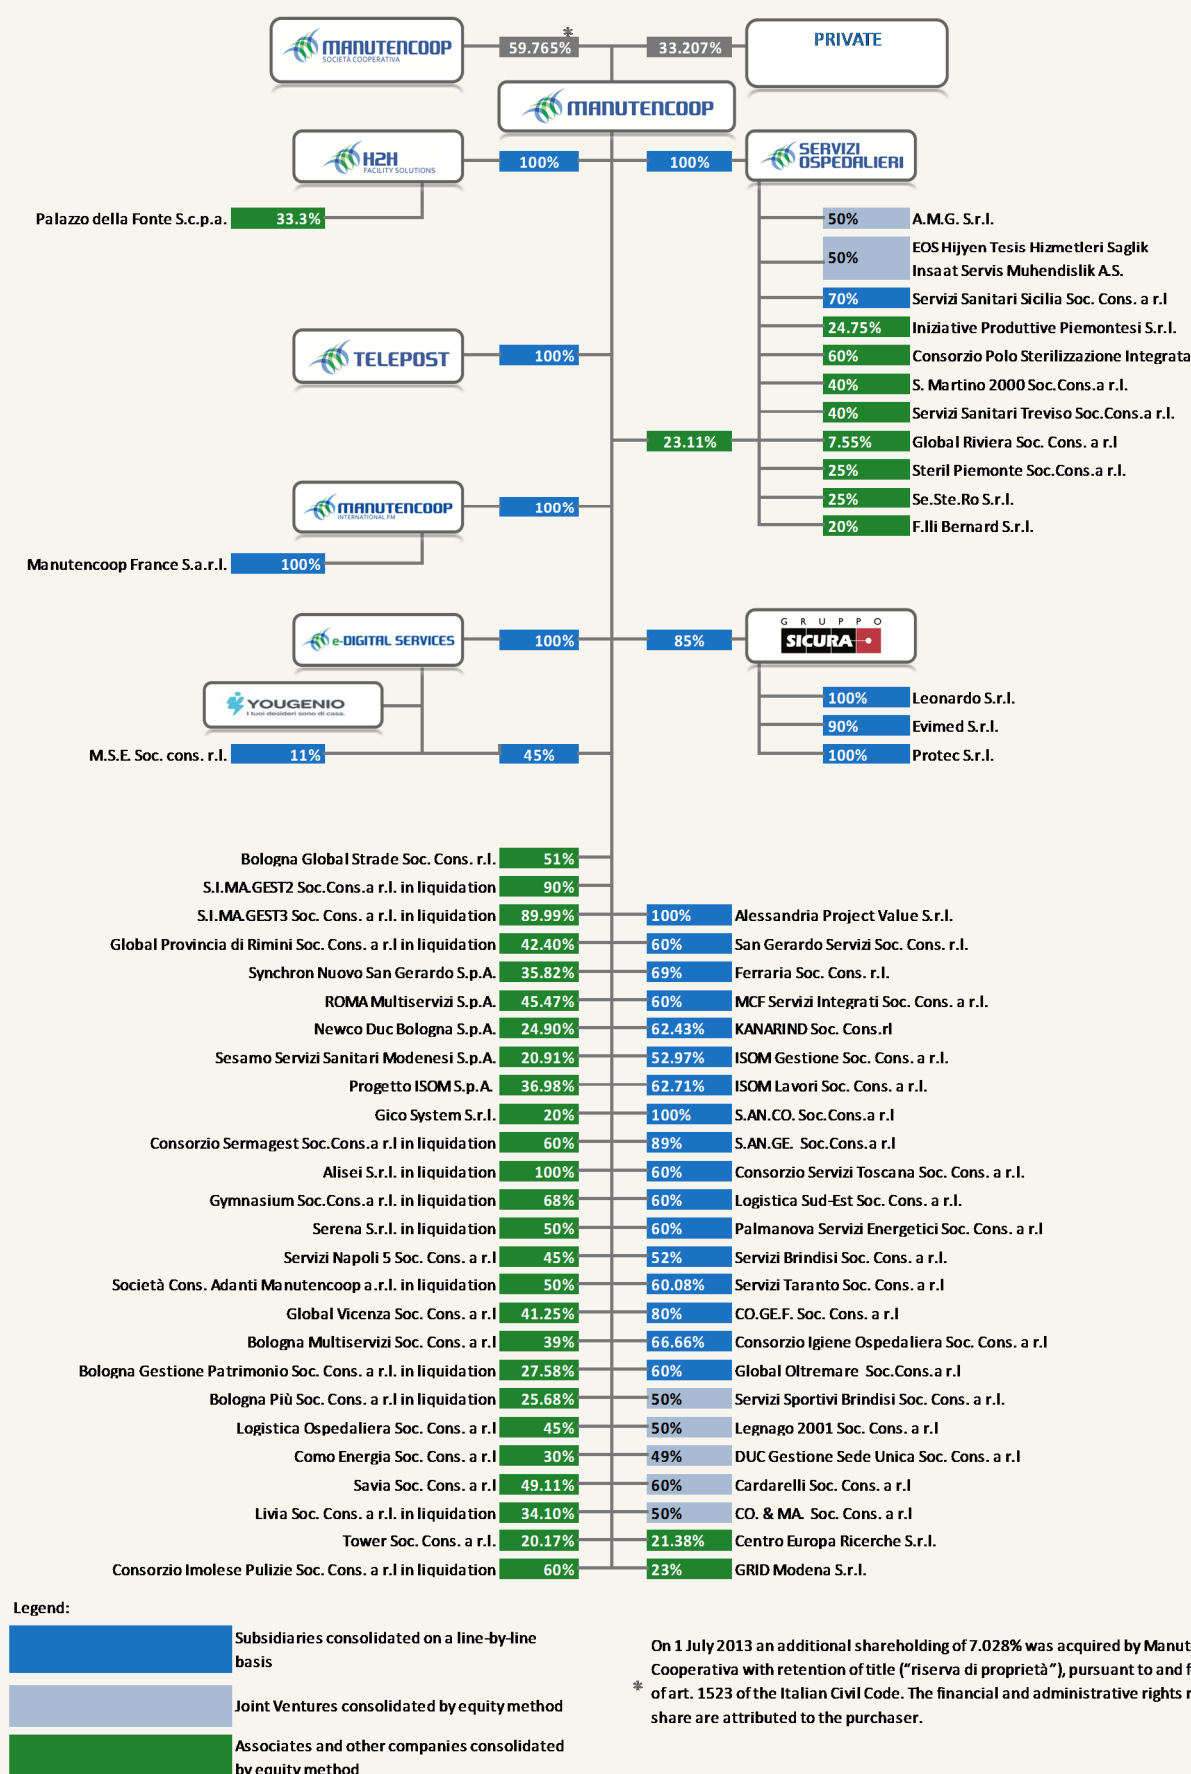 MANUTENCOOP
SOCIETÀ COOPERATIVA
59.765%
*
33.207%
PRIVATE
MANUTENCOOP
H2H
FACILITY SOLUTIONS
100%
100%
SERVIZI
OSPEDALIERI
Palazzo della Fonte S.c.p.a. 33.3%
50% A.M.G. S.r.l.
50% EOS Hijyen Tesis Hizmetleri Saglik
Insaat Servis Muhendislik A.S.
70% Servizi Sanitari Sicilia Soc. Cons. a r.l
24.75% Iniziative Produttive Piemontesi S.r.l.
TELEPOST
100%
60% Consorzio Polo Sterilizzazione Integrata
40% S. Martino 2000 Soc.Cons.a r.l.
40% Servizi Sanitari Treviso Soc.Cons.a r.l.
23.11%
7.55% Global Riviera Soc. Cons. a r.l
25% Steril Piemonte Soc.Cons.a r.l.
25% Se.Ste.Ro S.r.l.
20% F.lli Bernard S.r.l.
MANUTENCOOP
INTERNATIONAL FM
100%
Manutencoop France S.a.r.l. 100%
e-DIGITAL SERVICES
100%
85%
GRUPPO
SICURA
YOUGENIO
I tuoi desideri sono di casa.
100% Leonardo S.r.l.
90% Evimed S.r.l.
M.S.E. Soc. cons. r.l. 11%
45%
100% Protec S.r.l.
Bologna Global Strade Soc. Cons. r.l. 51%
S.I.MA.GEST2 Soc.Cons.a r.l. in liquidation 90%
S.I.MA.GEST3 Soc. Cons. a r.l. in liquidation 89.99% 100% Alessandria Project Value S.r.l.
Global Provincia di Rimini Soc. Cons. a r.l in liquidation 42.40% 60% San Gerardo Servizi Soc. Cons. r.l.
Synchron Nuovo San Gerardo S.p.A. 35.82% 69% Ferraria Soc. Cons. r.l.
ROMA Multiservizi S.p.A. 45.47% 60% MCF Servizi Integrati Soc. Cons. a r.l.
Newco Duc Bologna S.p.A. 24.90% 62.43% KANARIND Soc. Cons.rl
Sesamo Servizi Sanitari Modenesi S.p.A. 20.91% 52.97% ISOM Gestione Soc. Cons. a r.l.
Progetto ISOM S.p.A. 36.98% 62.71% ISOM Lavori Soc. Cons. a r.l.
Gico System S.r.l. 20% 100% S.AN.CO. Soc.Cons.a r.l
Consorzio Sermagest Soc.Cons.a r.l in liquidation 60% 89% S.AN.GE. Soc.Cons.a r.l
Alisei S.r.l. in liquidation 100% 60% Consorzio Servizi Toscana Soc. Cons. a r.l.
Gymnasium Soc.Cons.a r.l. in liquidation 68% 60% Logistica Sud-Est Soc. Cons. a r.l.
Serena S.r.l. in liquidation 50% 60% Palmanova Servizi Energetici Soc. Cons. a r.l
Servizi Napoli 5 Soc. Cons. a r.l 45% 52% Servizi Brindisi Soc. Cons. a r.l.
Società Cons. Adanti Manutencoop a.r.l. in liquidation 50% 60.08% Servizi Taranto Soc. Cons. a r.l
Global Vicenza Soc. Cons. a r.l 41.25% 80% CO.GE.F. Soc. Cons. a r.l
Bologna Multiservizi Soc. Cons. a r.l 39% 66.66% Consorzio Igiene Ospedaliera Soc. Cons. a r.l
Bologna Gestione Patrimonio Soc. Cons. a r.l. in liquidation 27.58% 60% Global Oltremare Soc.Cons.a r.l
Bologna Più Soc. Cons. a r.l in liquidation 25.68% 50% Servizi Sportivi Brindisi Soc. Cons. a r.l.
Logistica Ospedaliera Soc. Cons. a r.l 45% 50% Legnago 2001 Soc. Cons. a r.l
Como Energia Soc. Cons. a r.l 30% 49% DUC Gestione Sede Unica Soc. Cons. a r.l
Savia Soc. Cons. a r.l 49.11% 60% Cardarelli Soc. Cons. a r.l
Livia Soc. Cons. a r.l. in liquidation 34.10% 50% CO. & MA. Soc. Cons. a r.l
Tower Soc. Cons. a r.l. 20.17% 21.38% Centro Europa Ricerche S.r.l.
Consorzio Imolese Pulizie Soc. Cons. a r.l in liquidation 60% 23% GRID Modena S.r.l.
Legend:
Subsidiaries consolidated on a line-by-line
basis
Joint Ventures consolidated by equity method
Associates and other companies consolidated
by equity method
On 1 July 2013 an additional shareholding of 7.028% was acquired by Manut
Cooperativa with retention of title ("riserva di proprietà"), pursuant to and f
* of art. 1523 of the Italian Civil Code. The financial and administrative rights r
share are attributed to the purchaser.